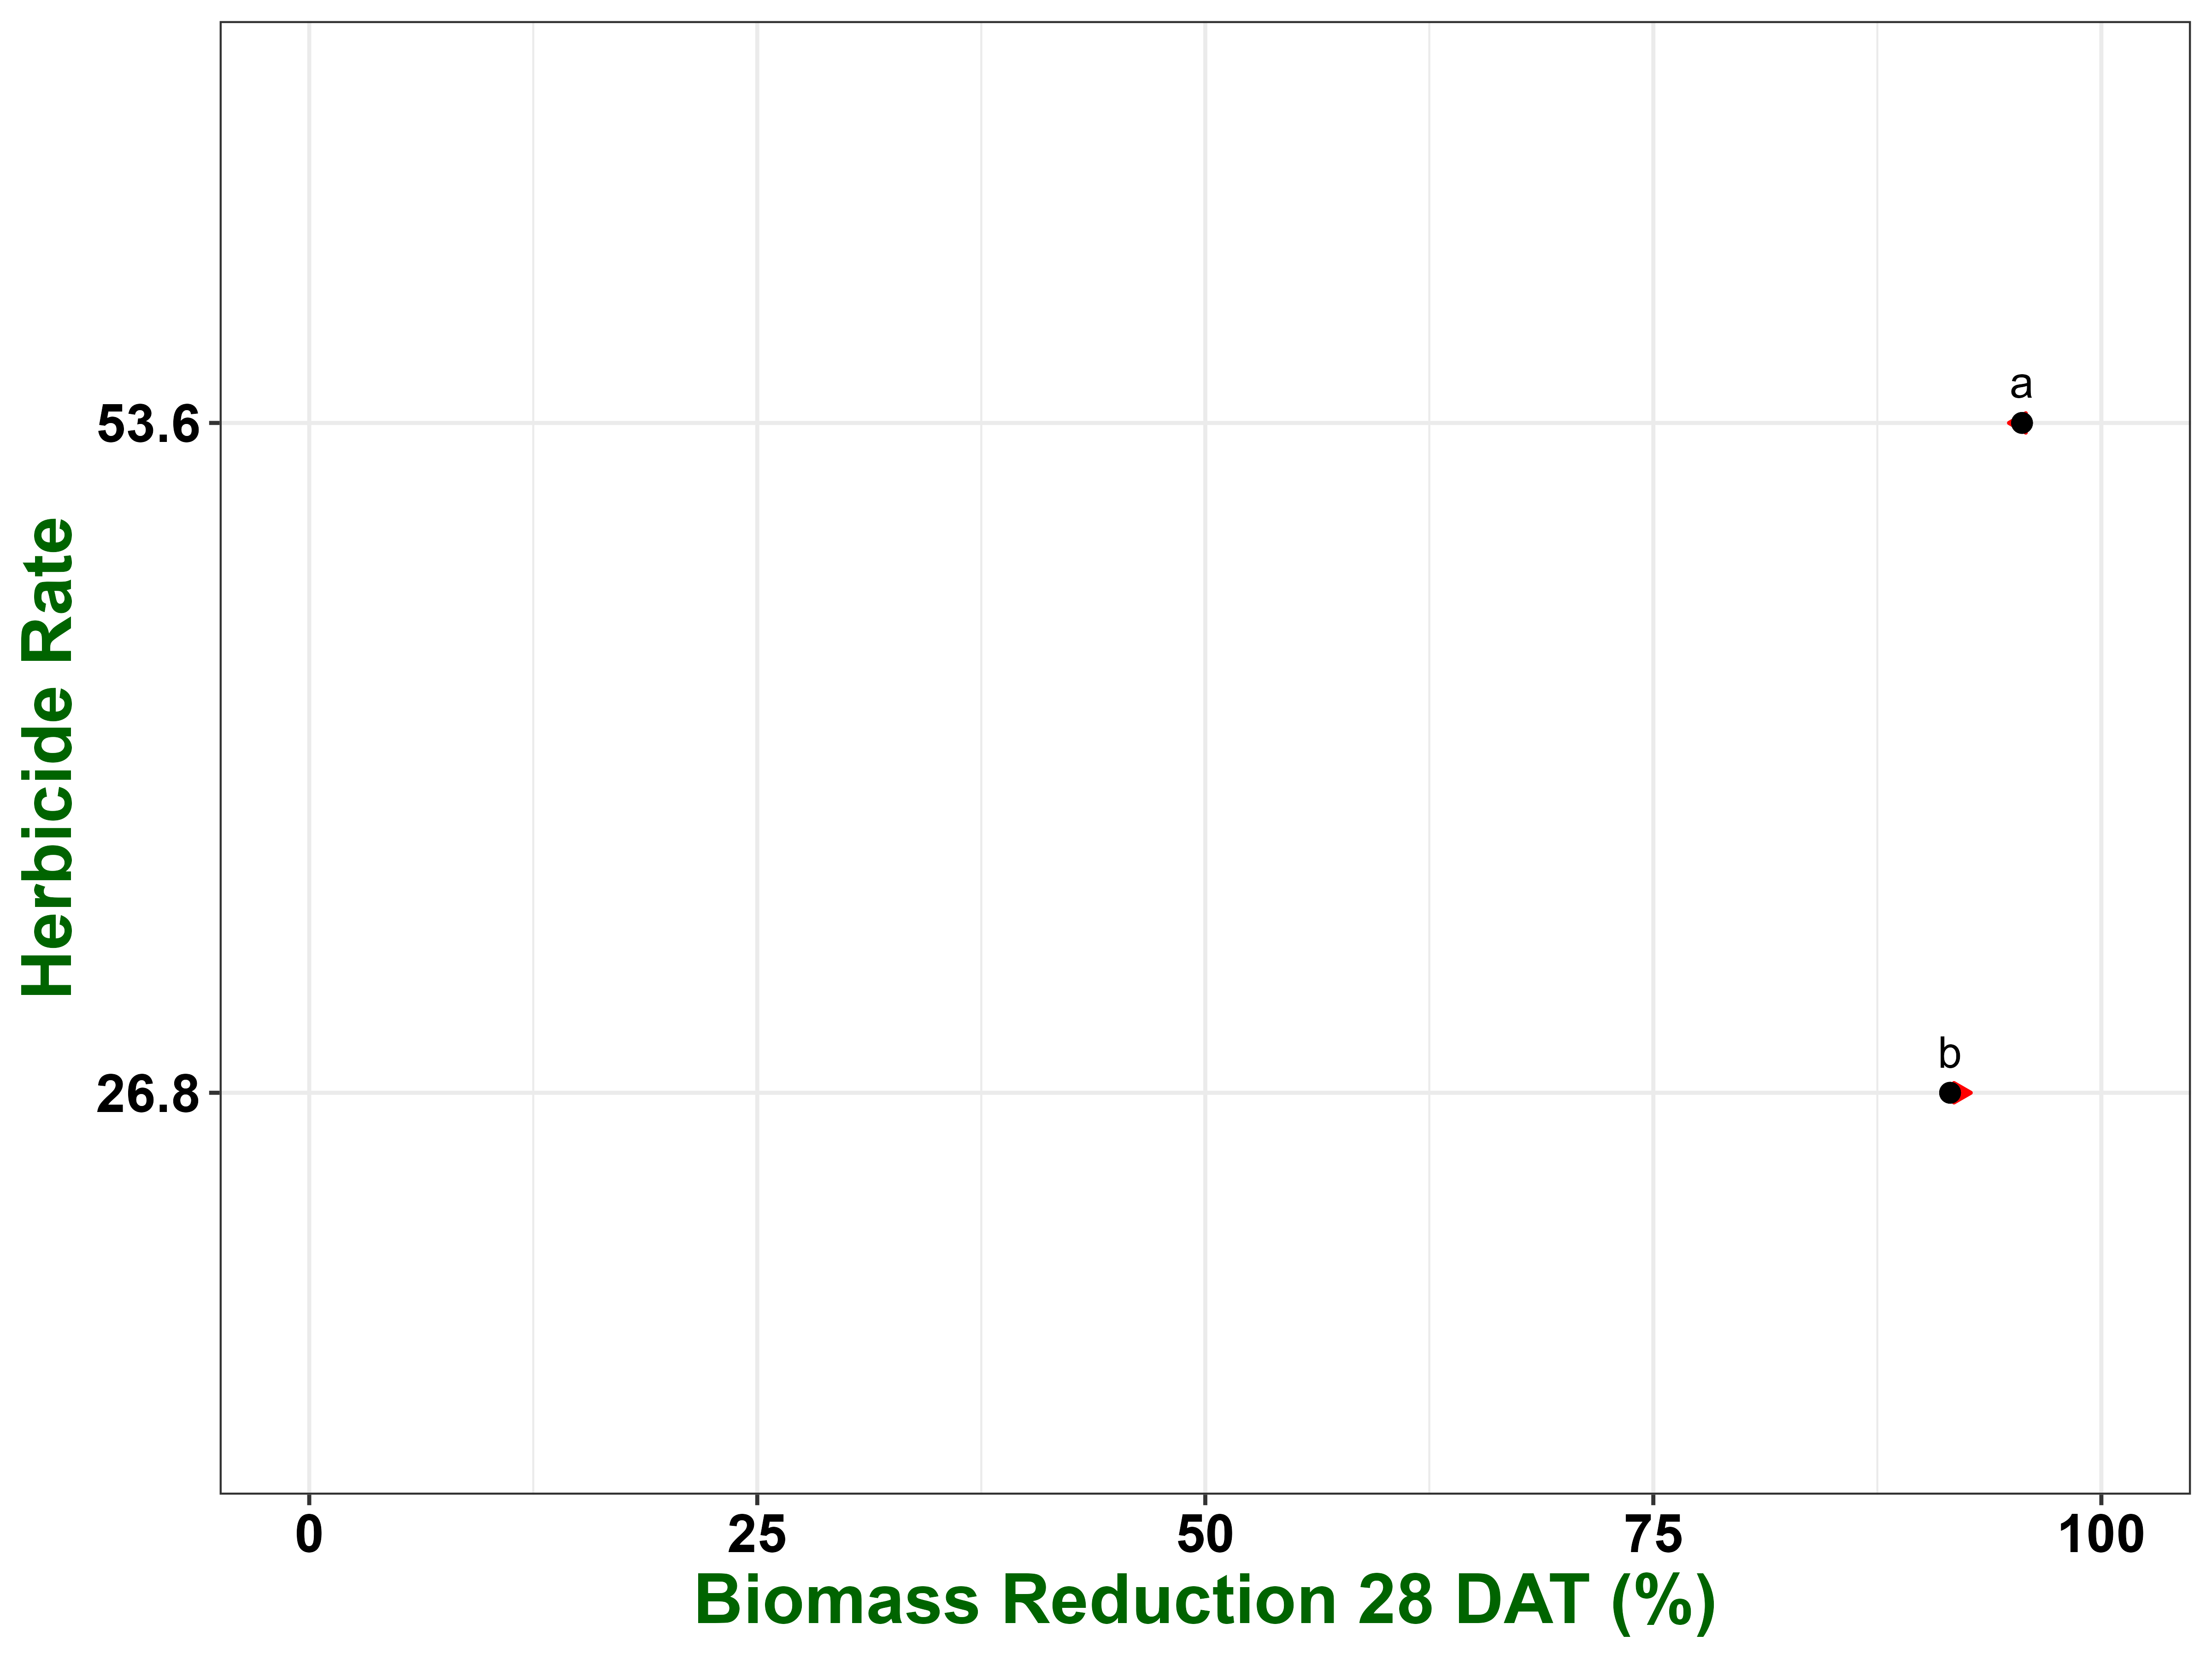 a
53.6
Herbicide Rate
b
26.8
0 25 50 75 100
Biomass Reduction 28 DAT (%)